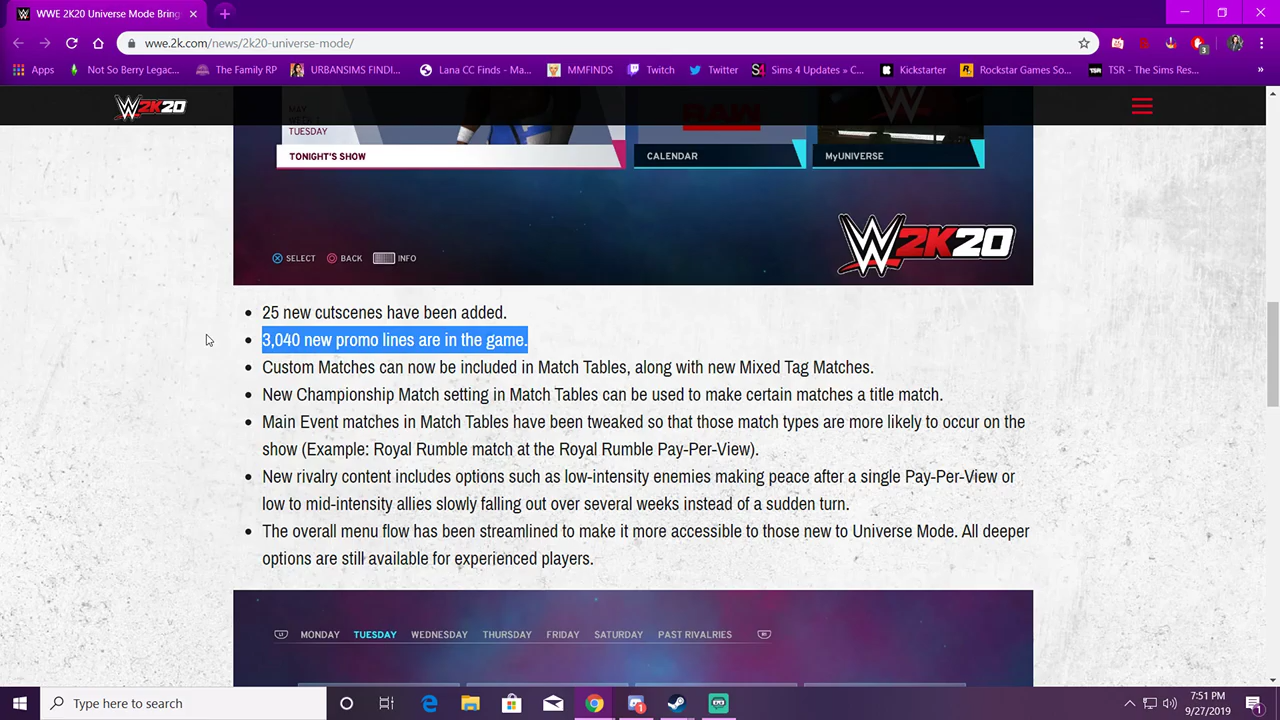 WWE 2K20 Universe Mode Bring
wwe.2k.com/news/2k20-universe-mode/
3
Apps
Not So Berry Legac...
The Family RP
URBANSIMS FINDI...
Lana CC Finds - Ma...
MMFINDS
Twitch
Twitter
Sims 4 Updates » C...
Kickstarter
Rockstar Games So...
TSR - The Sims Res...
»
W2K20
MAY
TUESDAY
RAW
TONIGHT'S SHOW
CALENDAR
MyUNIVERSE
SELECT
BACK
INFO
W2K20
25 new cutscenes have been added.
3,040 new promo lines are in the game.
Custom Matches can now be included in Match Tables, along with new Mixed Tag Matches.
New Championship Match setting in Match Tables can be used to make certain matches a title match.
Main Event matches in Match Tables have been tweaked so that those match types are more likely to occur on the
show (Example: Royal Rumble match at the Royal Rumble Pay-Per-View).
New rivalry content includes options such as low-intensity enemies making peace after a single Pay-Per-View or
low to mid-intensity allies slowly falling out over several weeks instead of a sudden turn.
The overall menu flow has been streamlined to make it more accessible to those new to Universe Mode. All deeper
options are still available for experienced players.
MONDAY TUESDAY WEDNESDAY THURSDAY FRIDAY SATURDAY PAST RIVALRIES
Type here to search
7:51 PM
9/27/2019
1